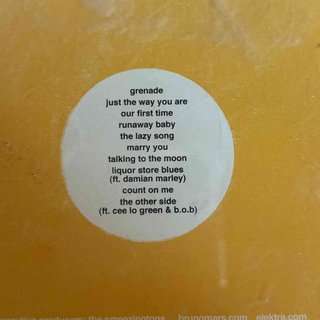 grenade
just the way you are
our first time
runaway baby
the lazy song
marry you
talking to the moon
liquor store blues
(ft. damian marley)
count on me
the other side
(ft. cee lo green & b.o.b)
brunomars.com elektra.com